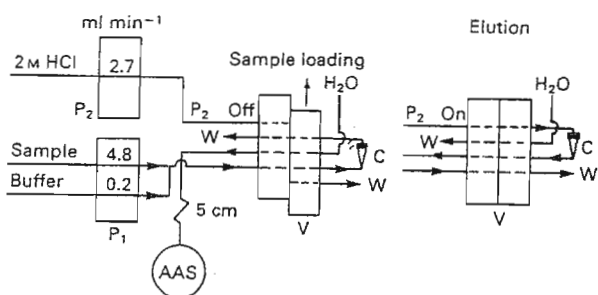 ml min⁻¹
2M HCl
2.7
P₂
Sample loading
H₂O
P₂ Off
W
C
W
Sample
4.8
Buffer
0.2
P₁
5 cm
V
AAS
Elution
H₂O
P₂ On
W
C
W
V